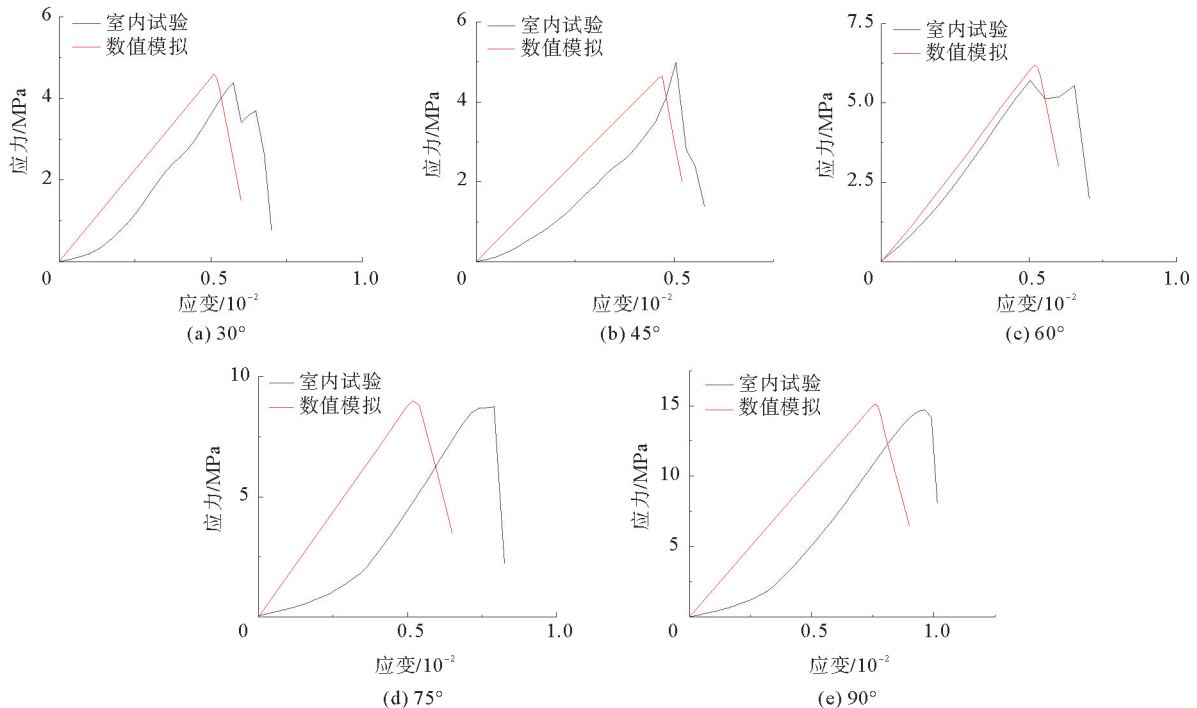 6
室内试验
数值模拟
4
应力/MPa
2
0
0.5
1.0
应变/10⁻²
(a) 30°
6
室内试验
数值模拟
4
应力/MPa
2
0
0.5
应变/10⁻²
(b) 45°
7.5
室内试验
数值模拟
5.0
应力/MPa
2.5
0
0.5
1.0
应变/10⁻²
(c) 60°
10
室内试验
数值模拟
应力/MPa
5
0
0.5
1.0
应变/10⁻²
(d) 75°
室内试验
数值模拟
15
应力/MPa
10
5
0
0.5
1.0
应变/10⁻²
(e) 90°